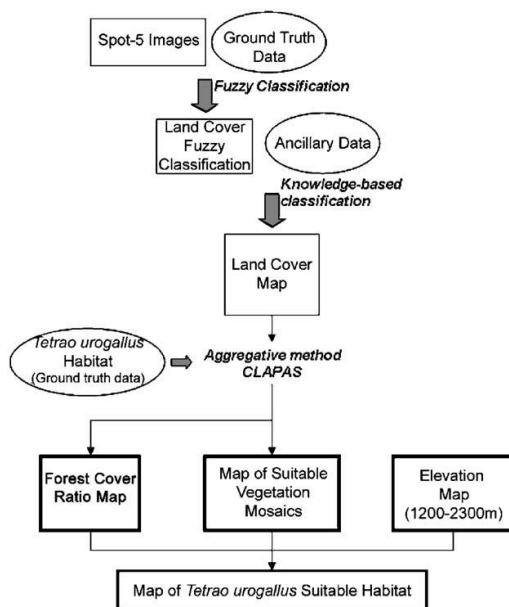 Spot-5 Images
Ground Truth
Data
Fuzzy Classification
Land Cover
Fuzzy
Classification
Ancillary Data
Knowledge-based
classification
Land Cover
Map
Tetrao urogallus
Habitat
(Ground truth data)
Aggregative method
CLAPAS
Forest Cover
Ratio Map
Map of Suitable
Vegetation
Mosaics
Elevation
Map
(1200-2300m)
Map of Tetrao urogallus Suitable Habitat